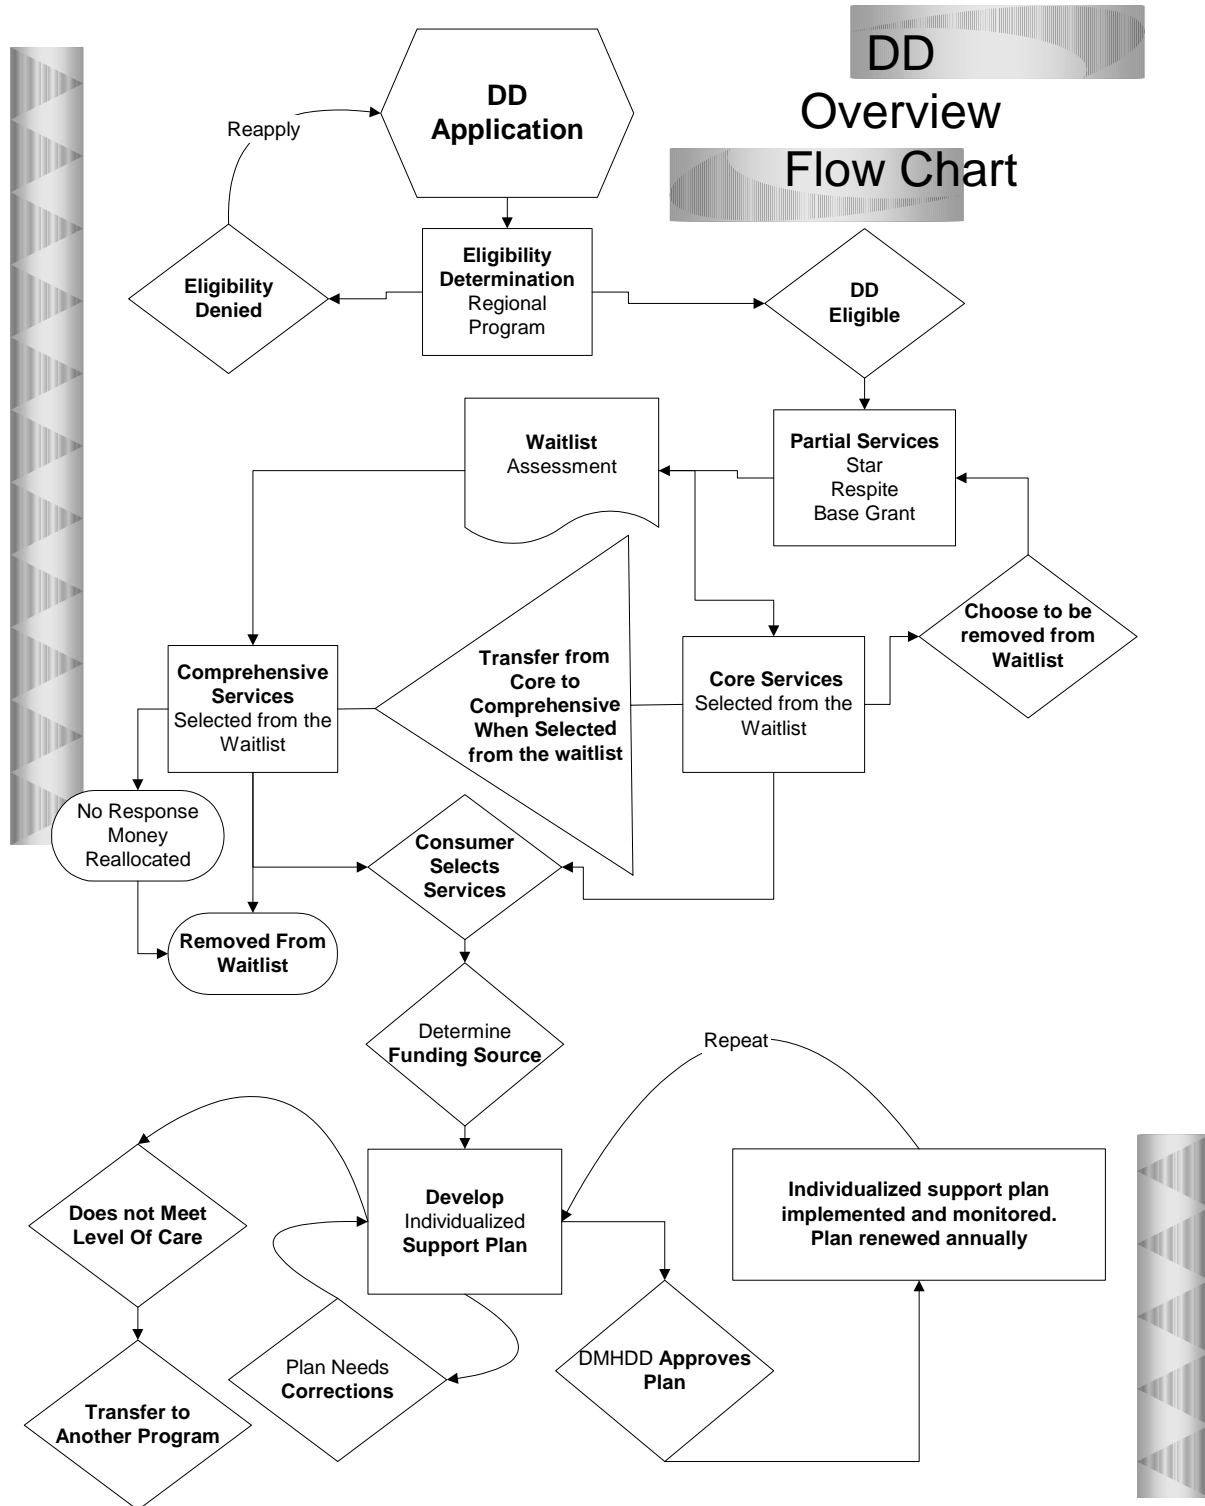 DD
Overview
Flow Chart
DD
Application
Reapply
Eligibility
Determination
Regional
Program
Eligibility
Denied
DD
Eligible
Waitlist
Assessment
Partial Services
Star
Respite
Base Grant
Choose to be
removed from
Waitlist
Comprehensive
Services
Selected from the
Waitlist
Transfer from
Core to
Comprehensive
When Selected
from the waitlist
Core Services
Selected from the
Waitlist
No Response
Money
Reallocated
Consumer
Selects
Services
Removed From
Waitlist
Determine
Funding Source
Repeat
Does not Meet
Level Of Care
Develop
Individualized
Support Plan
Individualized support plan
implemented and monitored.
Plan renewed annually
Plan Needs
Corrections
DMHDD Approves
Plan
Transfer to
Another Program